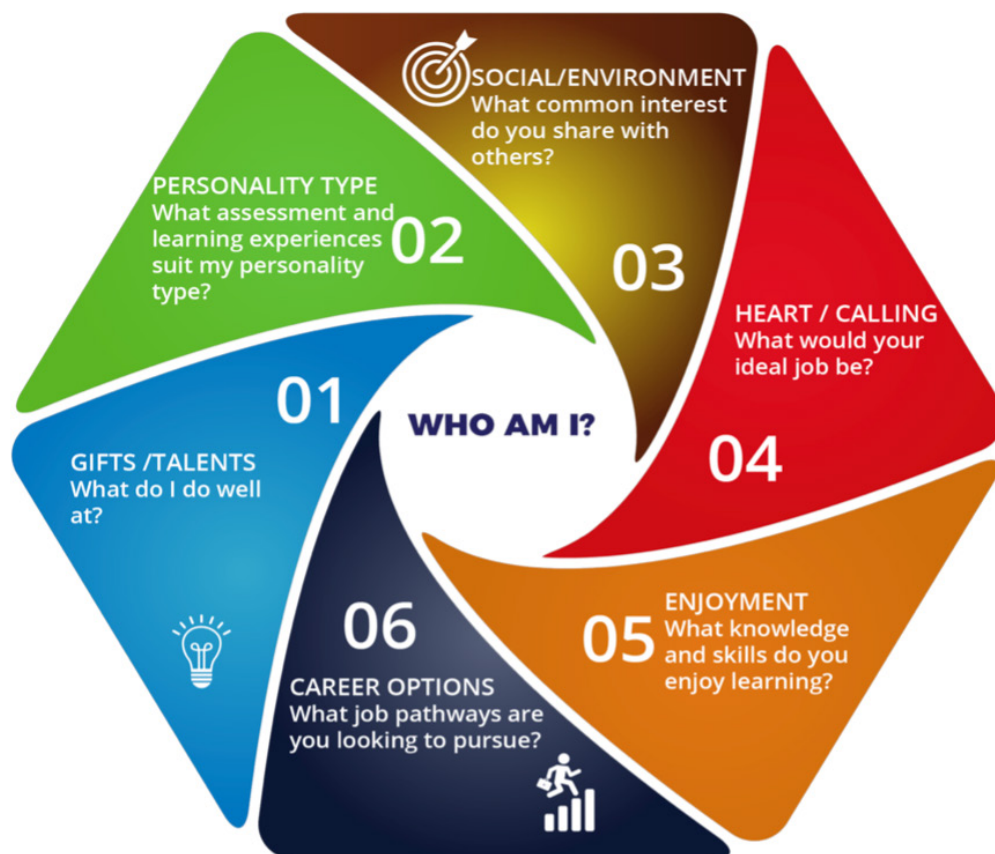 WHO AM I?
01
GIFTS /TALENTS
What do I do well
at?
02
PERSONALITY TYPE
What assessment and
learning experiences
suit my personality
type?
03
SOCIAL/ENVIRONMENT
What common interest
do you share with
others?
04
HEART / CALLING
What would your
ideal job be?
05
ENJOYMENT
What knowledge
and skills do you
enjoy learning?
06
CAREER OPTIONS
What job pathways are
you looking to pursue?